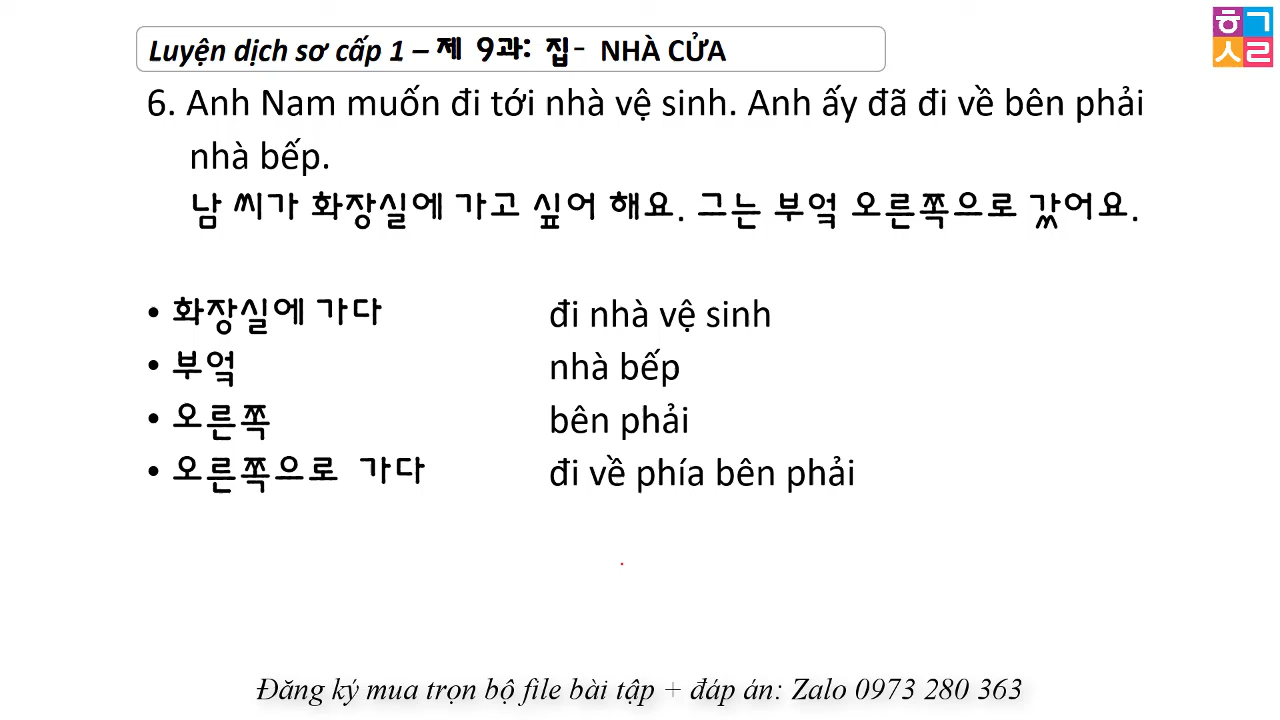 Luyện dịch sơ cấp 1 – 제 9과: 집- NHÀ CỬA
ㅎㄱ
ㅅㄹ
6. Anh Nam muốn đi tới nhà vệ sinh. Anh ấy đã đi về bên phải
nhà bếp.
남 씨가 화장실에 가고 싶어 해요. 그는 부엌 오른쪽으로 갔어요.
• 화장실에 가다 đi nhà vệ sinh
• 부엌 nhà bếp
• 오른쪽 bên phải
• 오른쪽으로 가다 đi về phía bên phải
Đăng ký mua trọn bộ file bài tập + đáp án: Zalo 0973 280 363